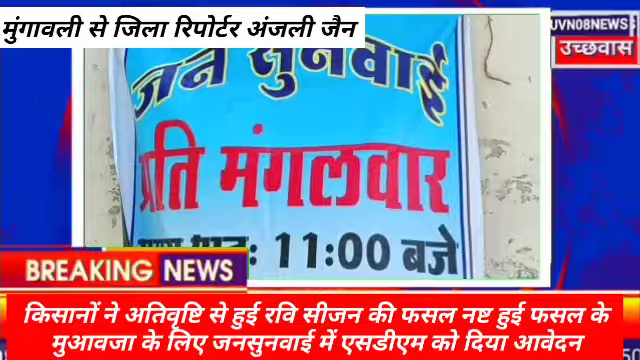 मुंगावली से जिला रिपोर्टर अंजली जैन
UVN08NEWS
उच्छवास
जन सुनवाई
प्रति मंगलवार
11:00 बजे
BREAKING NEWS
किसानों ने अतिवृष्टि से हुई रवि सीजन की फसल नष्ट हुई फसल के
मुआवजा के लिए जनसुनवाई में एसडीएम को दिया आवेदन